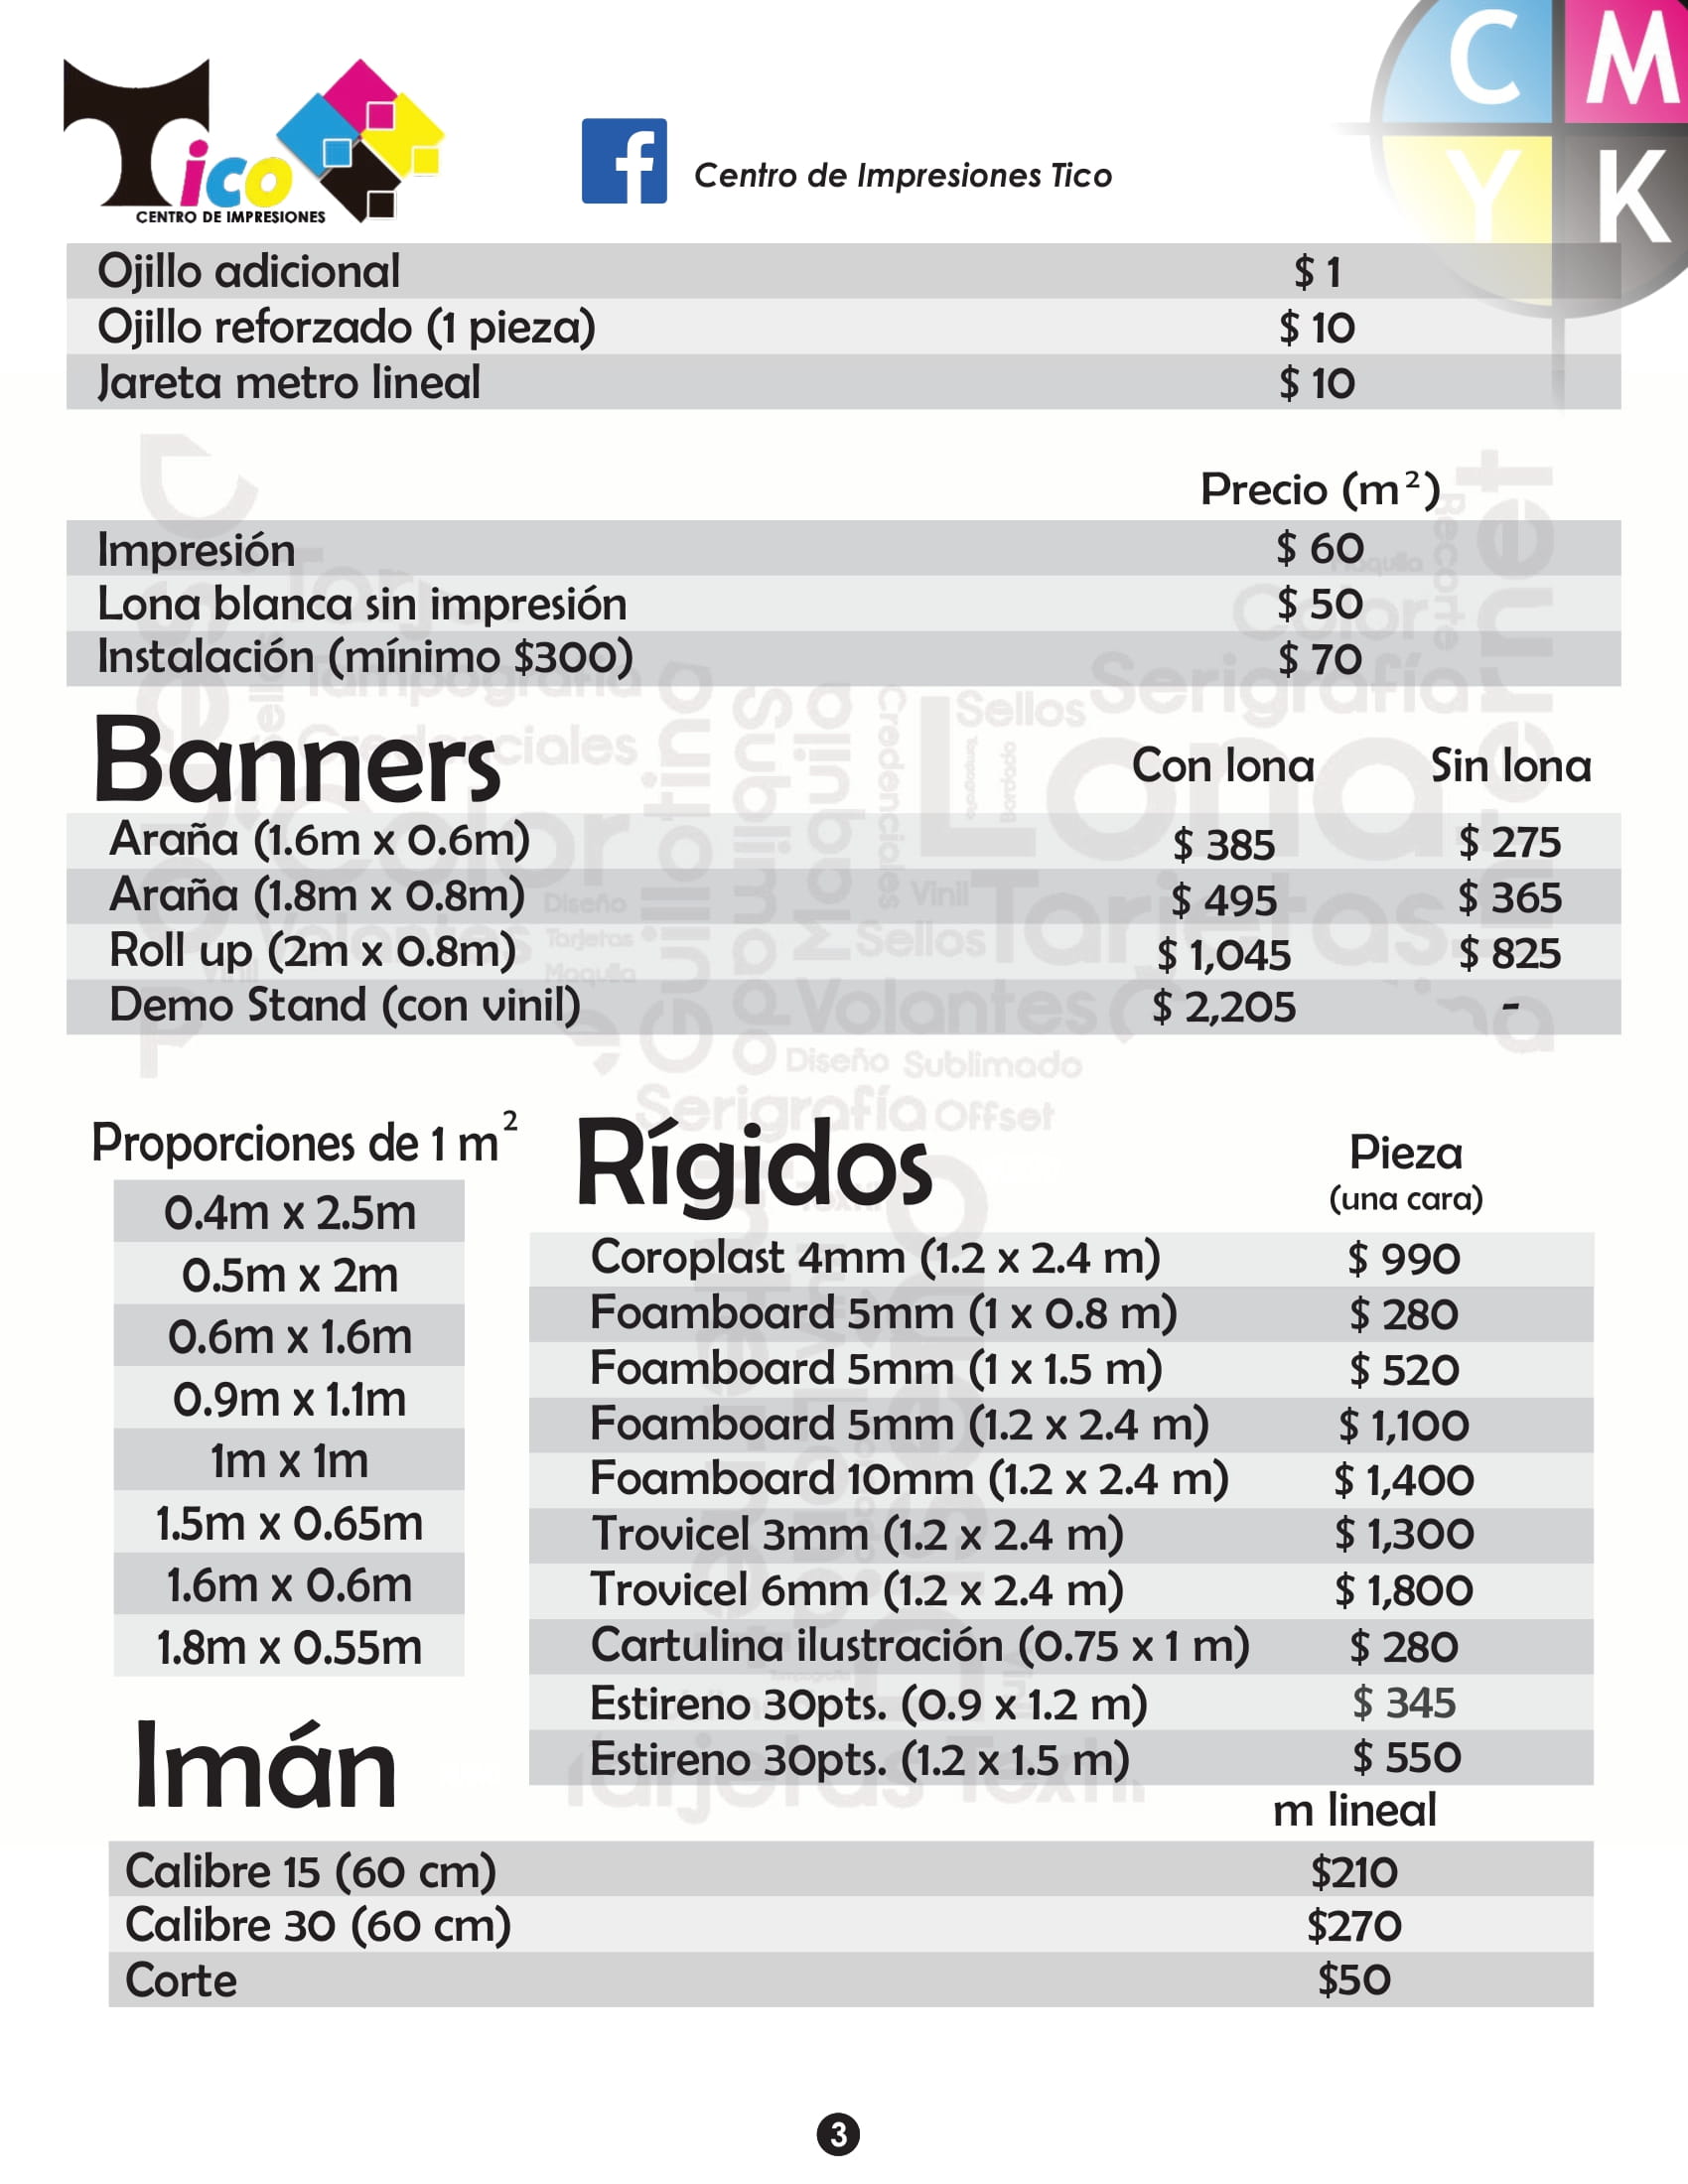 Tico
CENTRO DE IMPRESIONES
f Centro de Impresiones Tico
C M
Y K
Ojillo adicional $ 1
Ojillo reforzado (1 pieza) $ 10
Jareta metro lineal $ 10
Precio (m²)
Impresión $ 60
Lona blanca sin impresión $ 50
Instalación (mínimo $300) $ 70
Banners Con lona Sin lona
Araña (1.6m x 0.6m) $ 385 $ 275
Araña (1.8m x 0.8m) $ 495 $ 365
Roll up (2m x 0.8m) $ 1,045 $ 825
Demo Stand (con vinil) $ 2,205 -
Proporciones de 1 m²
0.4m x 2.5m
0.5m x 2m
0.6m x 1.6m
0.9m x 1.1m
1m x 1m
1.5m x 0.65m
1.6m x 0.6m
1.8m x 0.55m
Rígidos Pieza
(una cara)
Coroplast 4mm (1.2 x 2.4 m) $ 990
Foamboard 5mm (1 x 0.8 m) $ 280
Foamboard 5mm (1 x 1.5 m) $ 520
Foamboard 5mm (1.2 x 2.4 m) $ 1,100
Foamboard 10mm (1.2 x 2.4 m) $ 1,400
Trovicel 3mm (1.2 x 2.4 m) $ 1,300
Trovicel 6mm (1.2 x 2.4 m) $ 1,800
Cartulina ilustración (0.75 x 1 m) $ 280
Estireno 30pts. (0.9 x 1.2 m) $ 345
Estireno 30pts. (1.2 x 1.5 m) $ 550
Imán m lineal
Calibre 15 (60 cm) $210
Calibre 30 (60 cm) $270
Corte $50
3